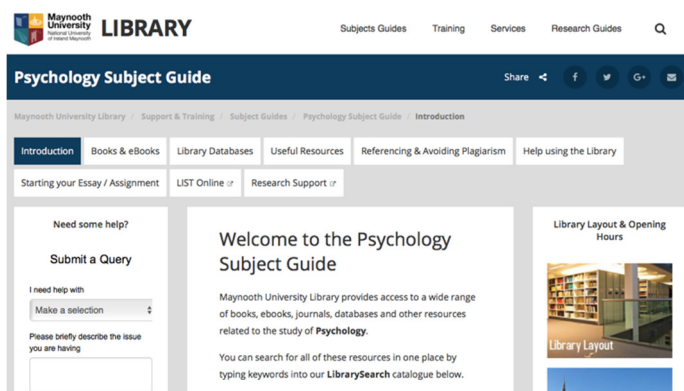 Maynooth
University
National University
of Ireland Maynooth
LIBRARY
Subjects Guides Training Services Research Guides
Psychology Subject Guide
Share
Maynooth University Library / Support & Training / Subject Guides / Psychology Subject Guide / Introduction
Introduction Books & eBooks Library Databases Useful Resources Referencing & Avoiding Plagiarism Help using the Library
Starting your Essay / Assignment LIST Online Research Support
Need some help?
Submit a Query
I need help with
Make a selection
Please briefly describe the issue
you are having
Welcome to the Psychology
Subject Guide
Maynooth University Library provides access to a wide range
of books, ebooks, journals, databases and other resources
related to the study of Psychology.
You can search for all of these resources in one place by
typing keywords into our LibrarySearch catalogue below.
Library Layout & Opening
Hours
Library Layout